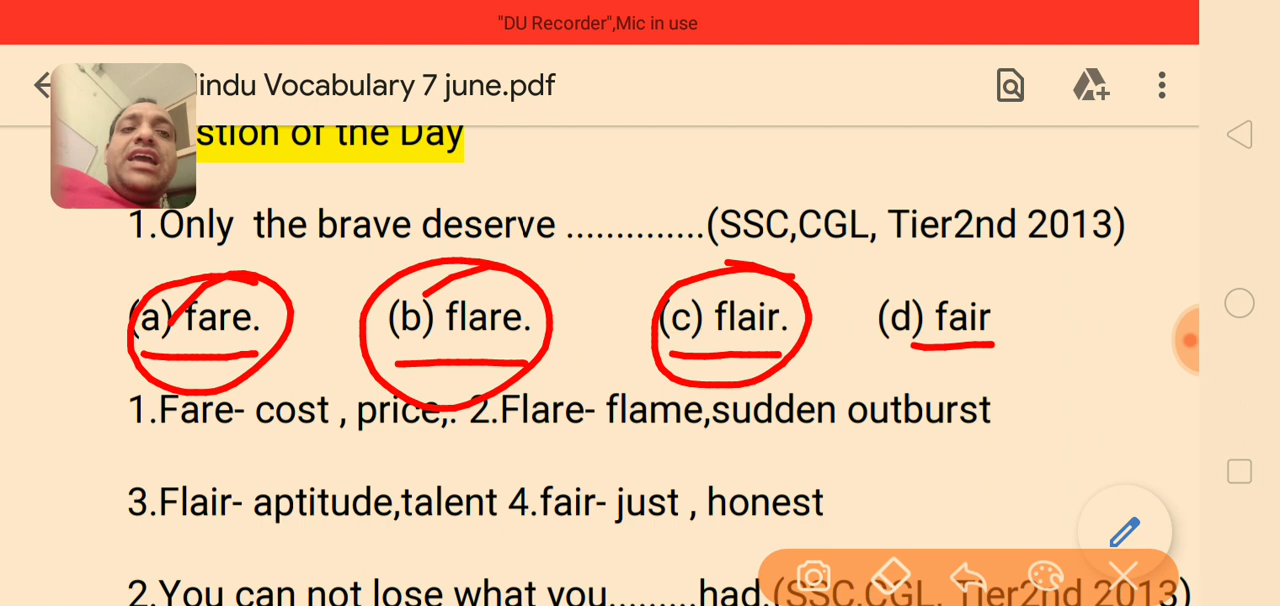 "DU Recorder",Mic in use
indu Vocabulary 7 june.pdf
stion of the Day
1.Only the brave deserve ..............(SSC,CGL, Tier2nd 2013)
(a) fare. (b) flare. (c) flair. (d) fair
1.Fare- cost , price,. 2.Flare- flame,sudden outburst
3.Flair- aptitude,talent 4.fair- just , honest
2.You can not lose what you.........had.(SSC,CGL, Tier2nd 2013)